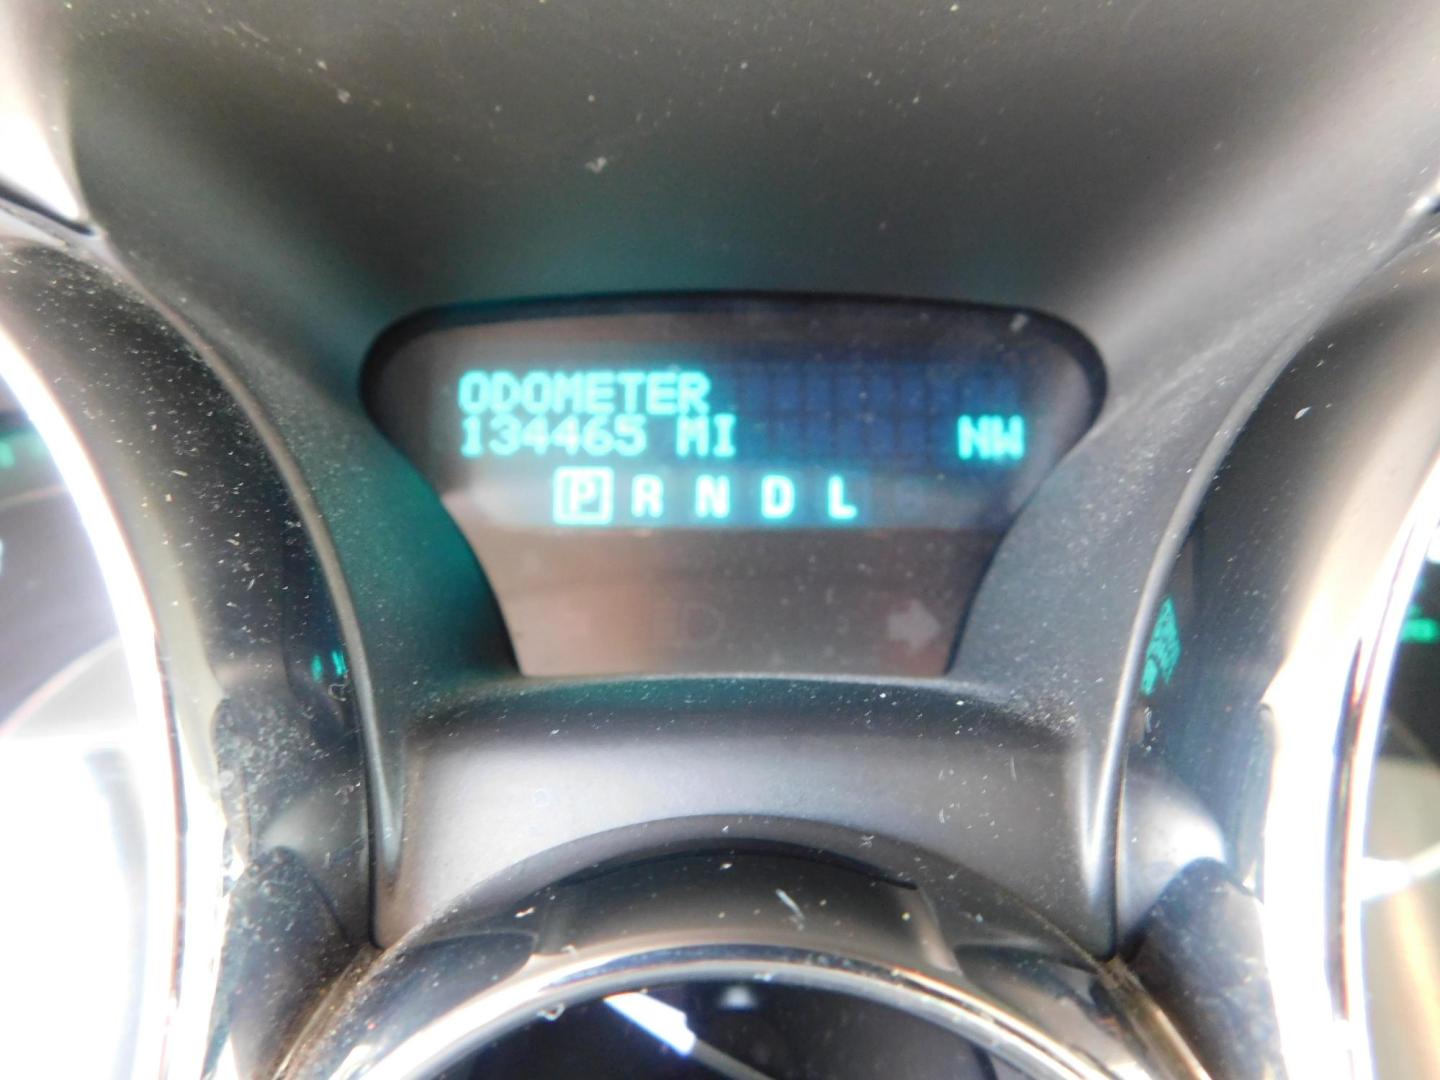 ODOMETER
134465 MI NW
P R N D L